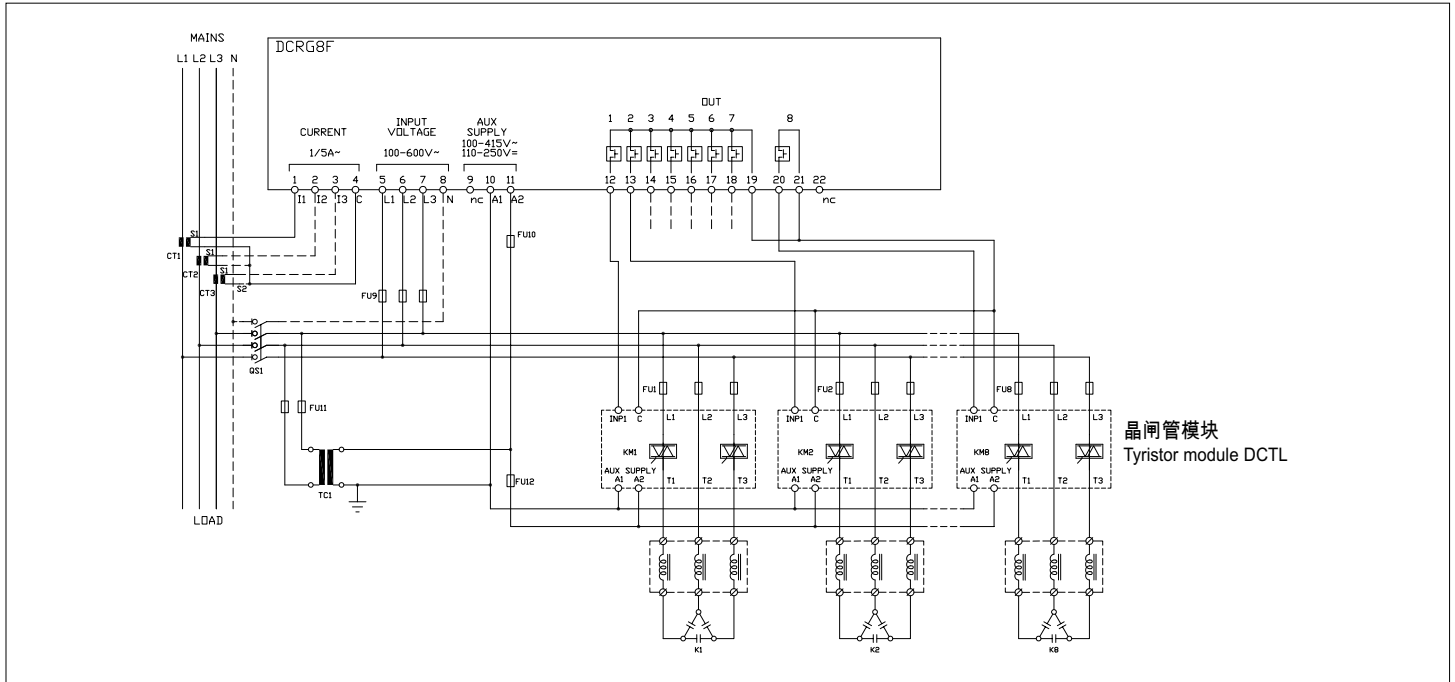 MAINS
L1 L2 L3 N
DCRG8F
CURRENT
1/5A~
INPUT
VOLTAGE
100-600V~
AUX
SUPPLY
100-415V~
110-250V=
OUT
1 2 3 4 5 6 7 8
1 2 3 4 5 6 7 8 9 10 11 12 13 14 15 16 17 18 19 20 21 22
I1 I2 I3 C L1 L2 L3 N nc A1 A2 nc
S1
CT1
S1
CT2
S1
CT3
S2
FU10
FU9
QS1
FU11
FU12
TC1
LOAD
FU1 FU2 FU8
INP1 C L1 L2 L3 INP1 C L1 L2 L3 INP1 C L1 L2 L3
KM1 KM2 KM8
AUX SUPPLY AUX SUPPLY AUX SUPPLY
A1 A2 T1 T2 T3 A1 A2 T1 T2 T3 A1 A2 T1 T2 T3
晶闸管模块
Tyristor module DCTL
K1 K2 K8